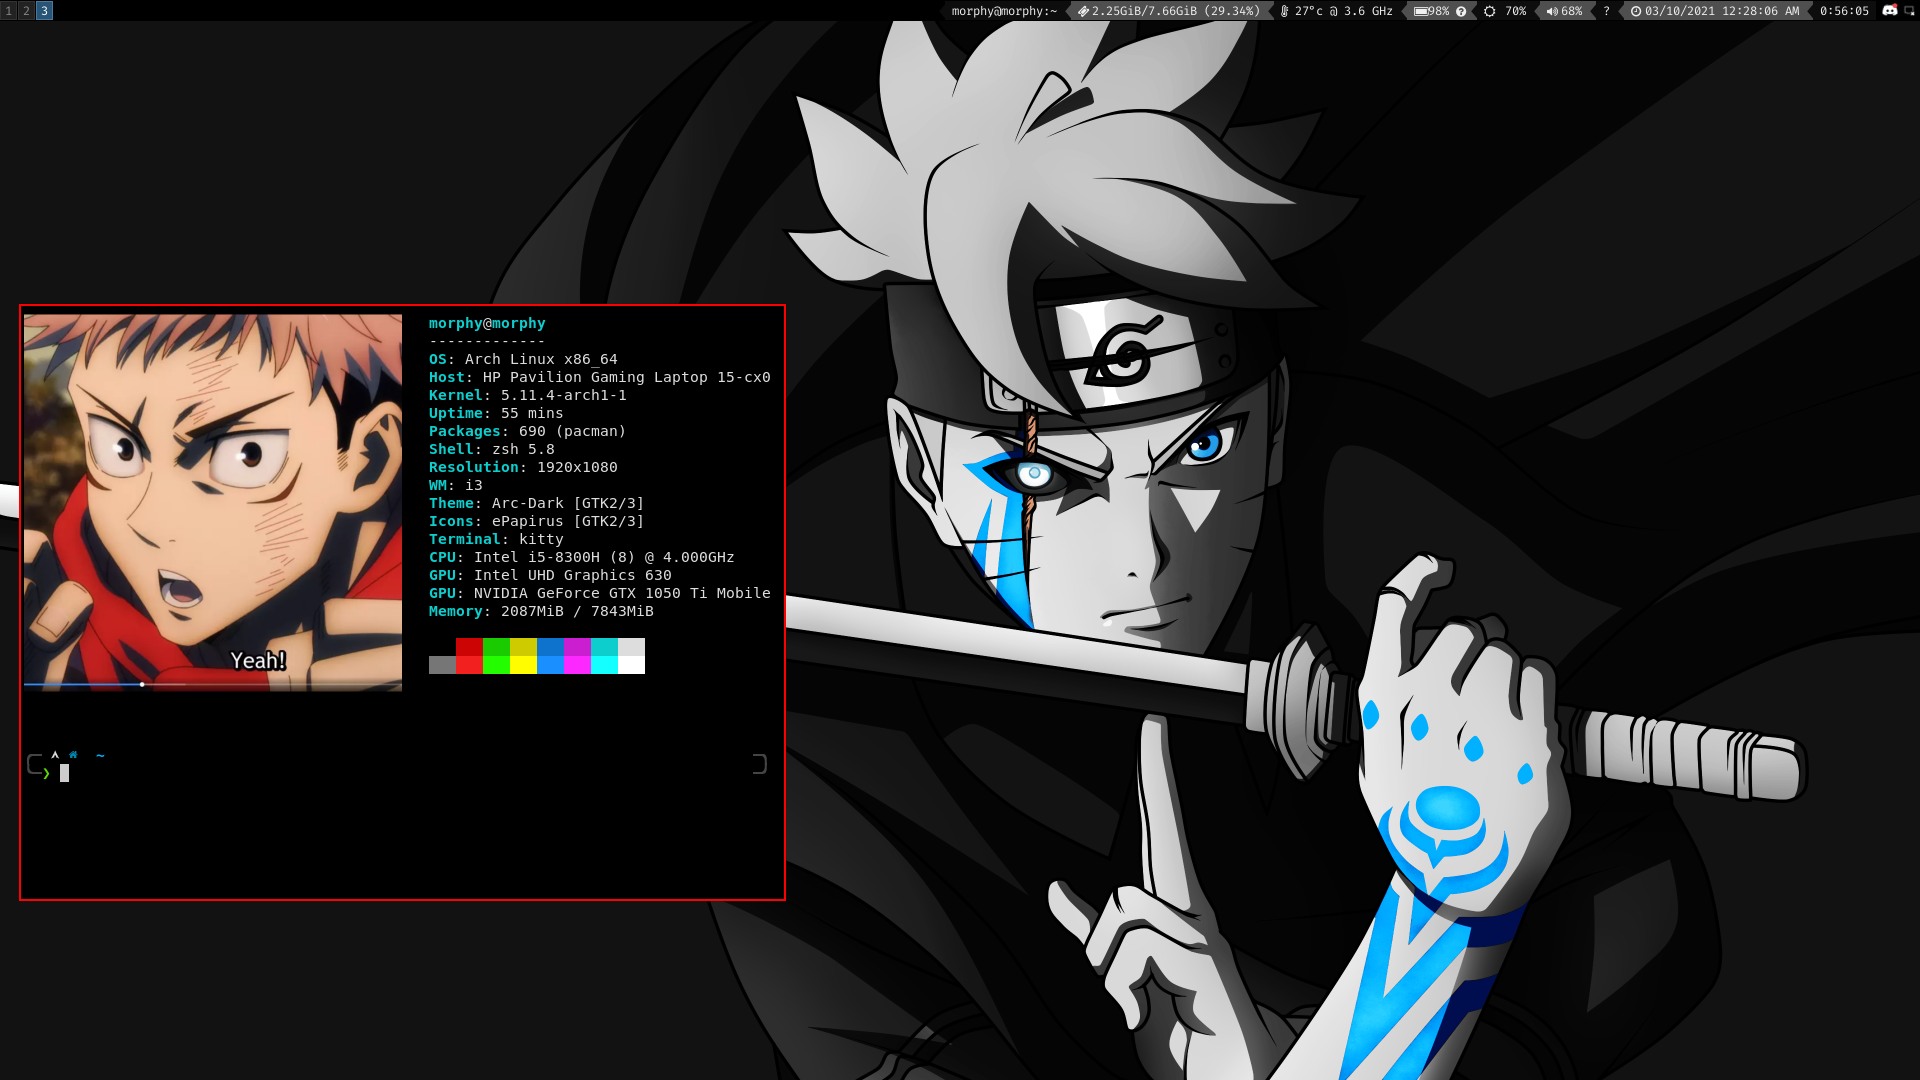 1 2 3
morphy@morphy:~ 2.25GiB/7.66GiB (29.34%) 27°c @ 3.6 GHz 98% 70% 68% ? 03/10/2021 12:28:06 AM 0:56:05
morphy@morphy
-------------
OS: Arch Linux x86_64
Host: HP Pavilion Gaming Laptop 15-cx0
Kernel: 5.11.4-arch1-1
Uptime: 55 mins
Packages: 690 (pacman)
Shell: zsh 5.8
Resolution: 1920x1080
WM: i3
Theme: Arc-Dark [GTK2/3]
Icons: ePapirus [GTK2/3]
Terminal: kitty
CPU: Intel i5-8300H (8) @ 4.000GHz
GPU: Intel UHD Graphics 630
GPU: NVIDIA GeForce GTX 1050 Ti Mobile
Memory: 2087MiB / 7843MiB
Yeah!
~
❯